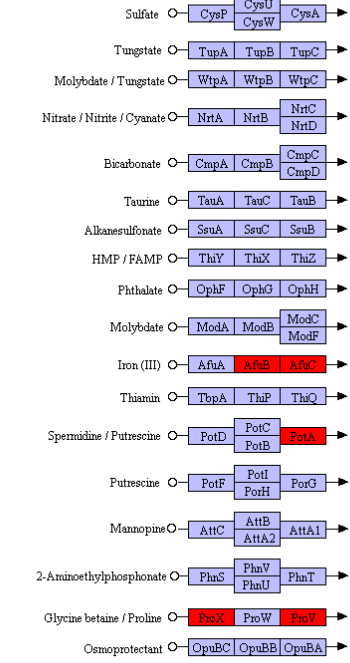 CysU
Sulfate CysP CysA
CysW
Tungstate TupA TupB TupC
Molybdate / Tungstate WtpA WtpB WtpC
NrtC
Nitrate / Nitrite / Cyanate NrtA NrtB
NrtD
CmpC
Bicarbonate CmpA CmpB
CmpD
Taurine TauA TauC TauB
Alkanesulfonate SsuA SsuC SsuB
HMP / FAMP ThiY ThiX ThiZ
Phthalate OphF OphG OphH
ModC
Molybdate ModA ModB
ModF
Iron (III) AfuA AfuB AfuC
Thiamin TbpA ThiP ThiQ
PotC
Spermidine / Putrescine PotD PotA
PotB
PotI
Putrescine PotF PorG
PorH
AttB
Mannopine AttC AttA1
AttA2
PhnV
2-Aminoethylphosphonate PhnS PhnT
PhnU
Glycine betaine / Proline ProX ProW ProV
Osmoprotectant OpuBC OpuBB OpuBA